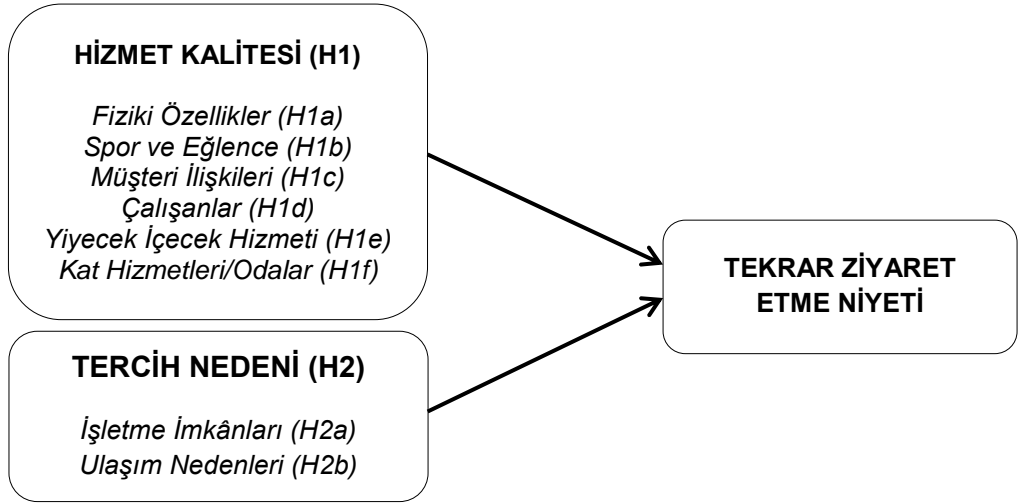 HİZMET KALİTESİ (H1)
Fiziki Özellikler (H1a)
Spor ve Eğlence (H1b)
Müşteri İlişkileri (H1c)
Çalışanlar (H1d)
Yiyecek İçecek Hizmeti (H1e)
Kat Hizmetleri/Odalar (H1f)
TERCİH NEDENİ (H2)
İşletme İmkânları (H2a)
Ulaşım Nedenleri (H2b)
TEKRAR ZİYARET
ETME NİYETİ